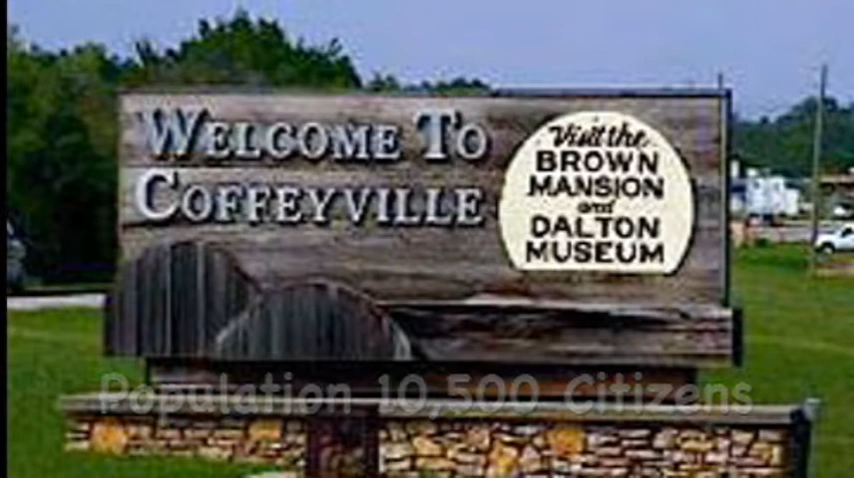 WELCOME TO
COFFEYVILLE
Visit the
BROWN
MANSION
and
DALTON
MUSEUM
Population 10,500 Citizens